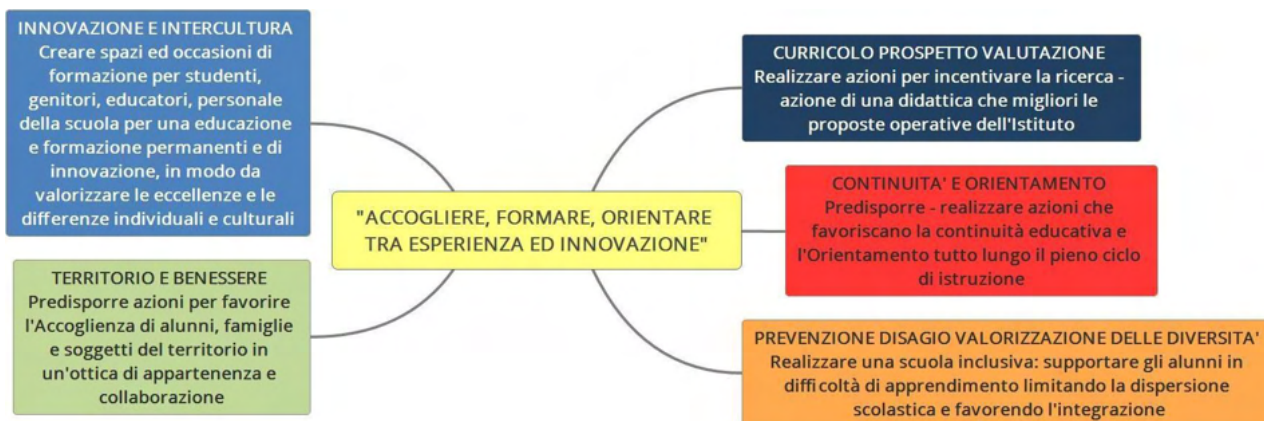 INNOVAZIONE E INTERCULTURA
Creare spazi ed occasioni di
formazione per studenti,
genitori, educatori, personale
della scuola per una educazione
e formazione permanenti e di
innovazione, in modo da
valorizzare le eccellenze e le
differenze individuali e culturali
TERRITORIO E BENESSERE
Predisporre azioni per favorire
l'Accoglienza di alunni, famiglie
e soggetti del territorio in
un'ottica di appartenenza e
collaborazione
"ACCOGLIERE, FORMARE, ORIENTARE
TRA ESPERIENZA ED INNOVAZIONE"
CURRICOLO PROSPETTO VALUTAZIONE
Realizzare azioni per incentivare la ricerca -
azione di una didattica che migliori le
proposte operative dell'Istituto
CONTINUITA' E ORIENTAMENTO
Predisporre - realizzare azioni che
favoriscano la continuità educativa e
l'Orientamento tutto lungo il pieno ciclo
di istruzione
PREVENZIONE DISAGIO VALORIZZAZIONE DELLE DIVERSITA'
Realizzare una scuola inclusiva: supportare gli alunni in
difficoltà di apprendimento limitando la dispersione
scolastica e favorendo l'integrazione